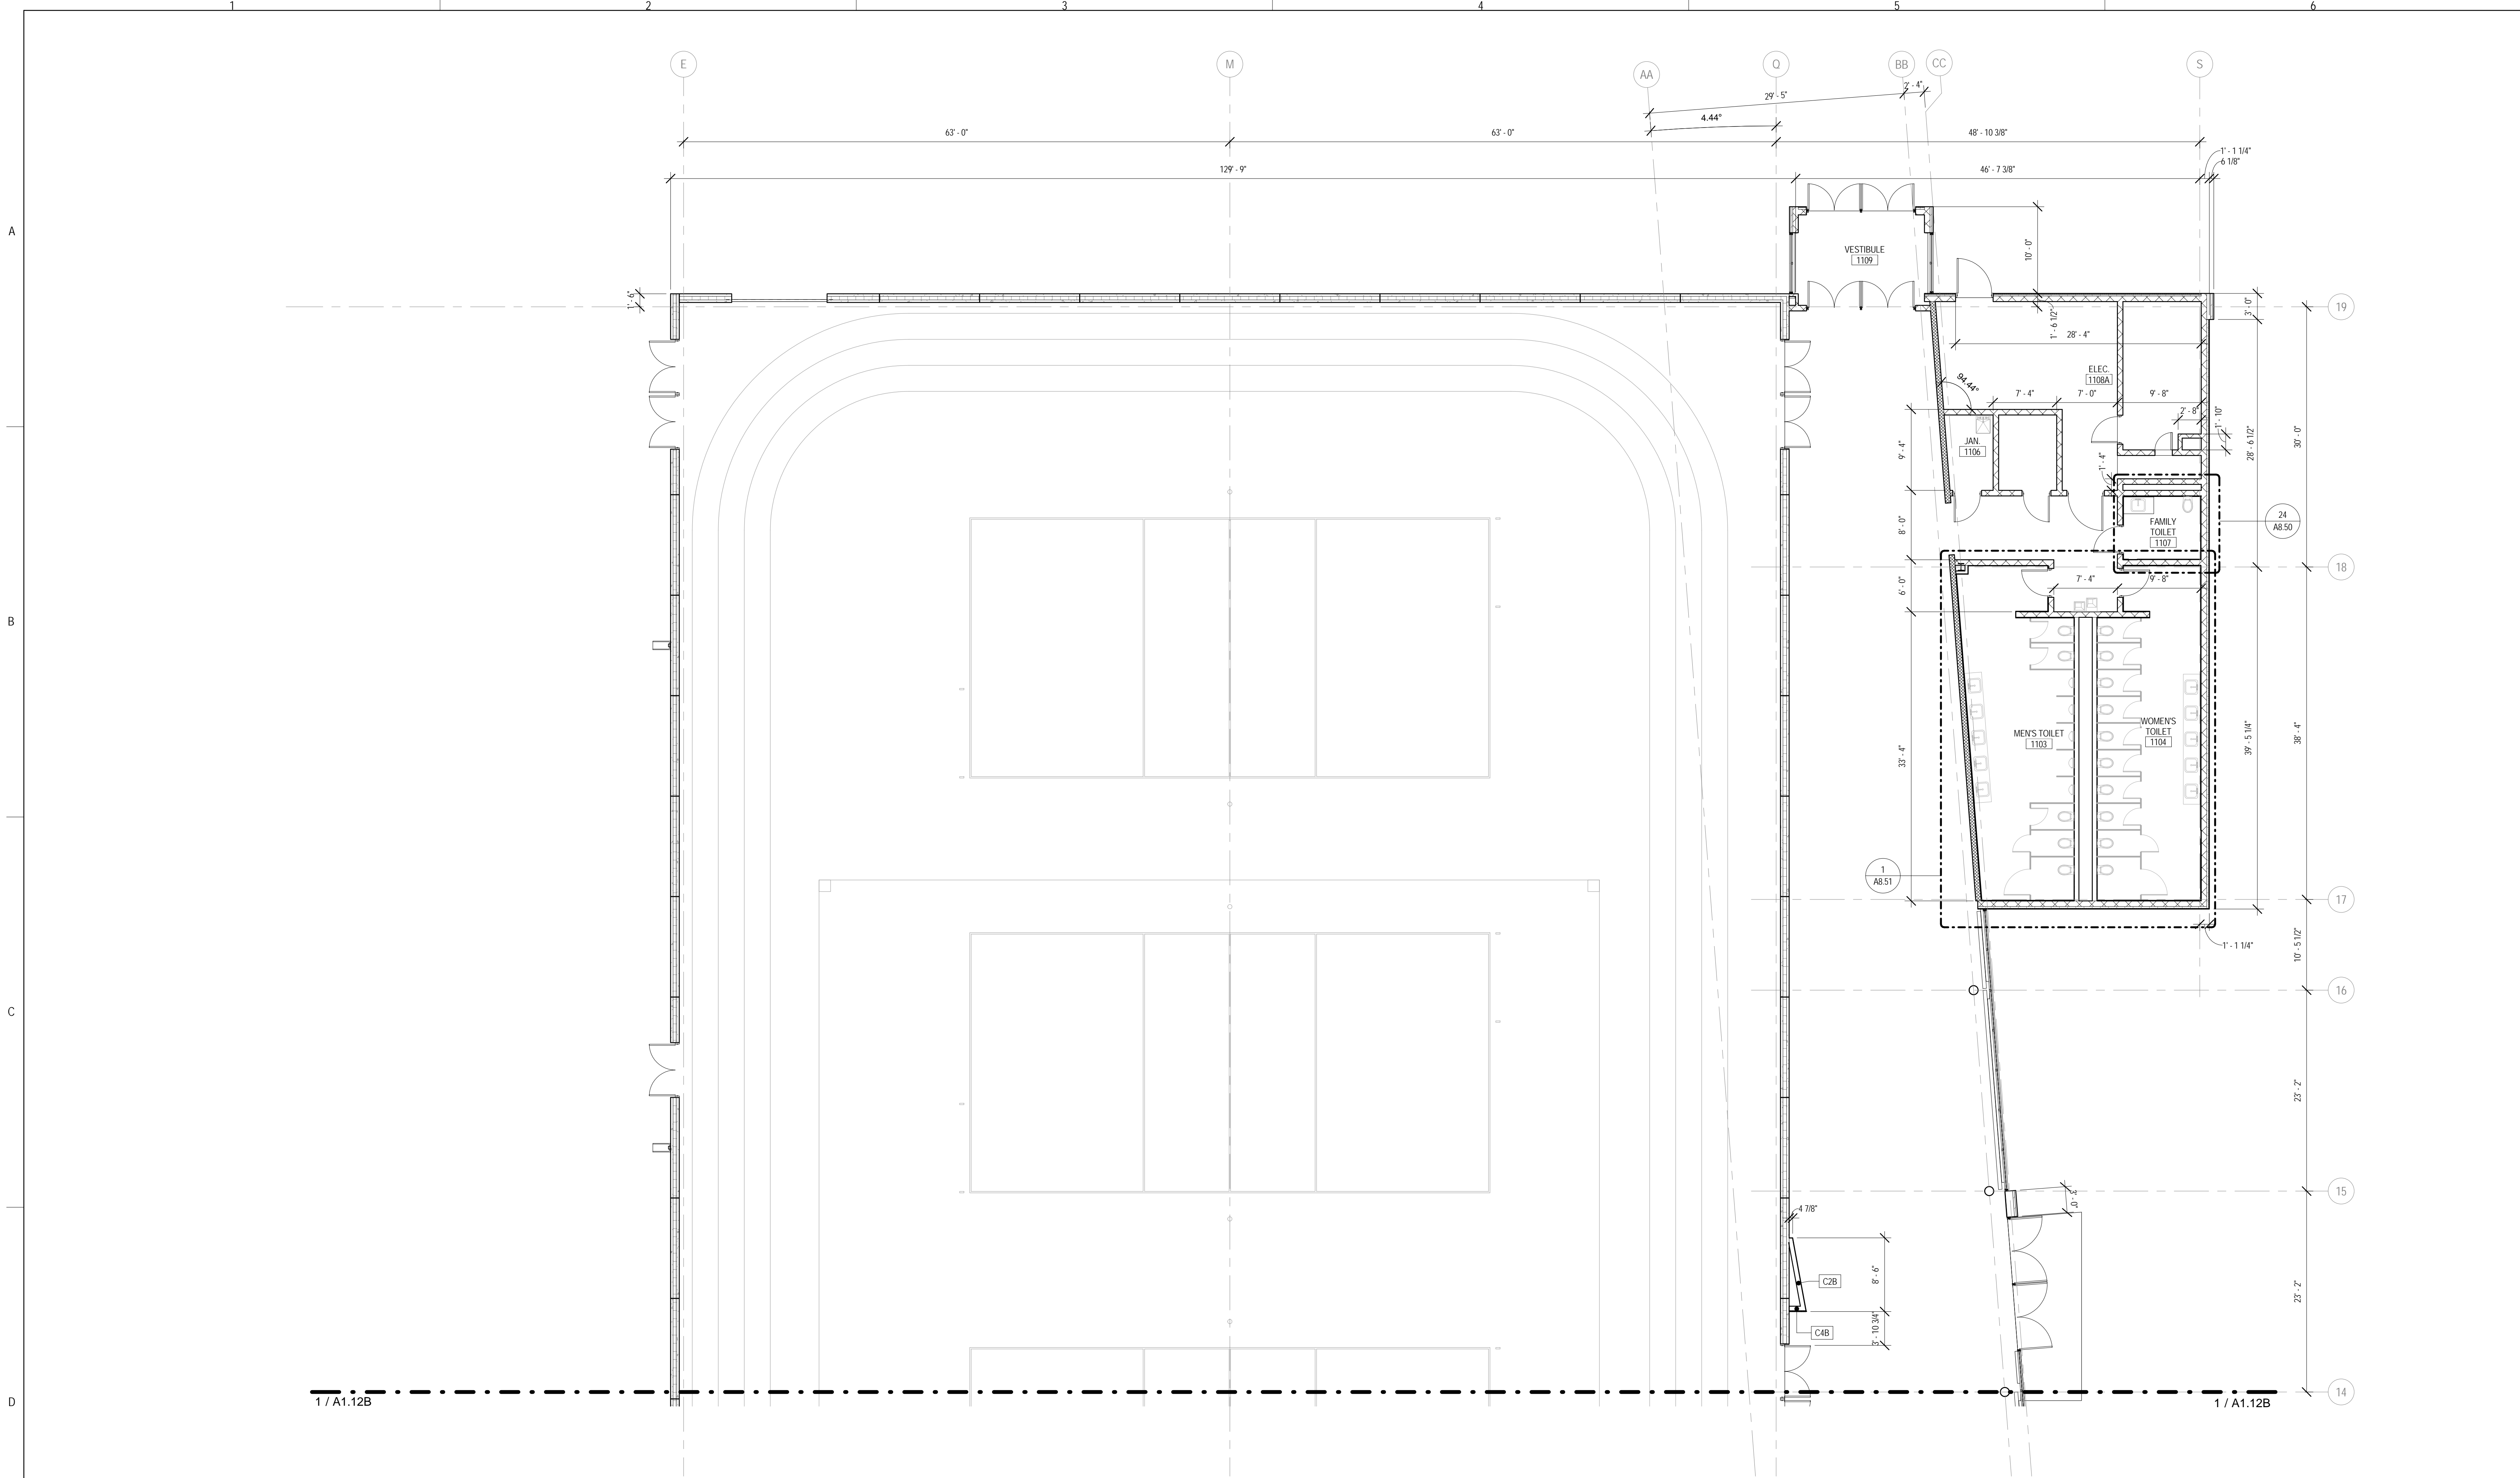 1
2
3
4
5
6
E
M
AA
Q
BB
CC
S
29' - 5"
2' - 4"
4.44°
63' - 0"
63' - 0"
48' - 10 3/8"
1' - 1 1/4"
6 1/8"
129' - 9"
46' - 7 3/8"
A
VESTIBULE
1109
10' - 0"
1' - 6"
1' - 6 1/2"
3' - 0"
19
28' - 4"
ELEC.
1108A
94.44°
7' - 4"
7' - 0"
9' - 8"
2' - 8"
1' - 10"
28' - 6 1/2"
30' - 0"
JAN.
1106
9' - 4"
1' - 4"
8' - 0"
FAMILY
TOILET
1107
24
A8.50
18
B
6' - 0"
7' - 4"
9' - 8"
MEN'S TOILET
1103
WOMEN'S
TOILET
1104
33' - 4"
39' - 5 1/4"
38' - 4"
1
A8.51
17
1' - 1 1/4"
10' - 5 1/2"
16
C
23' - 2"
15
3' - 0"
4 7/8"
8' - 6"
C2B
C4B
3' - 10 3/4"
23' - 2"
14
D
1 / A1.12B
1 / A1.12B